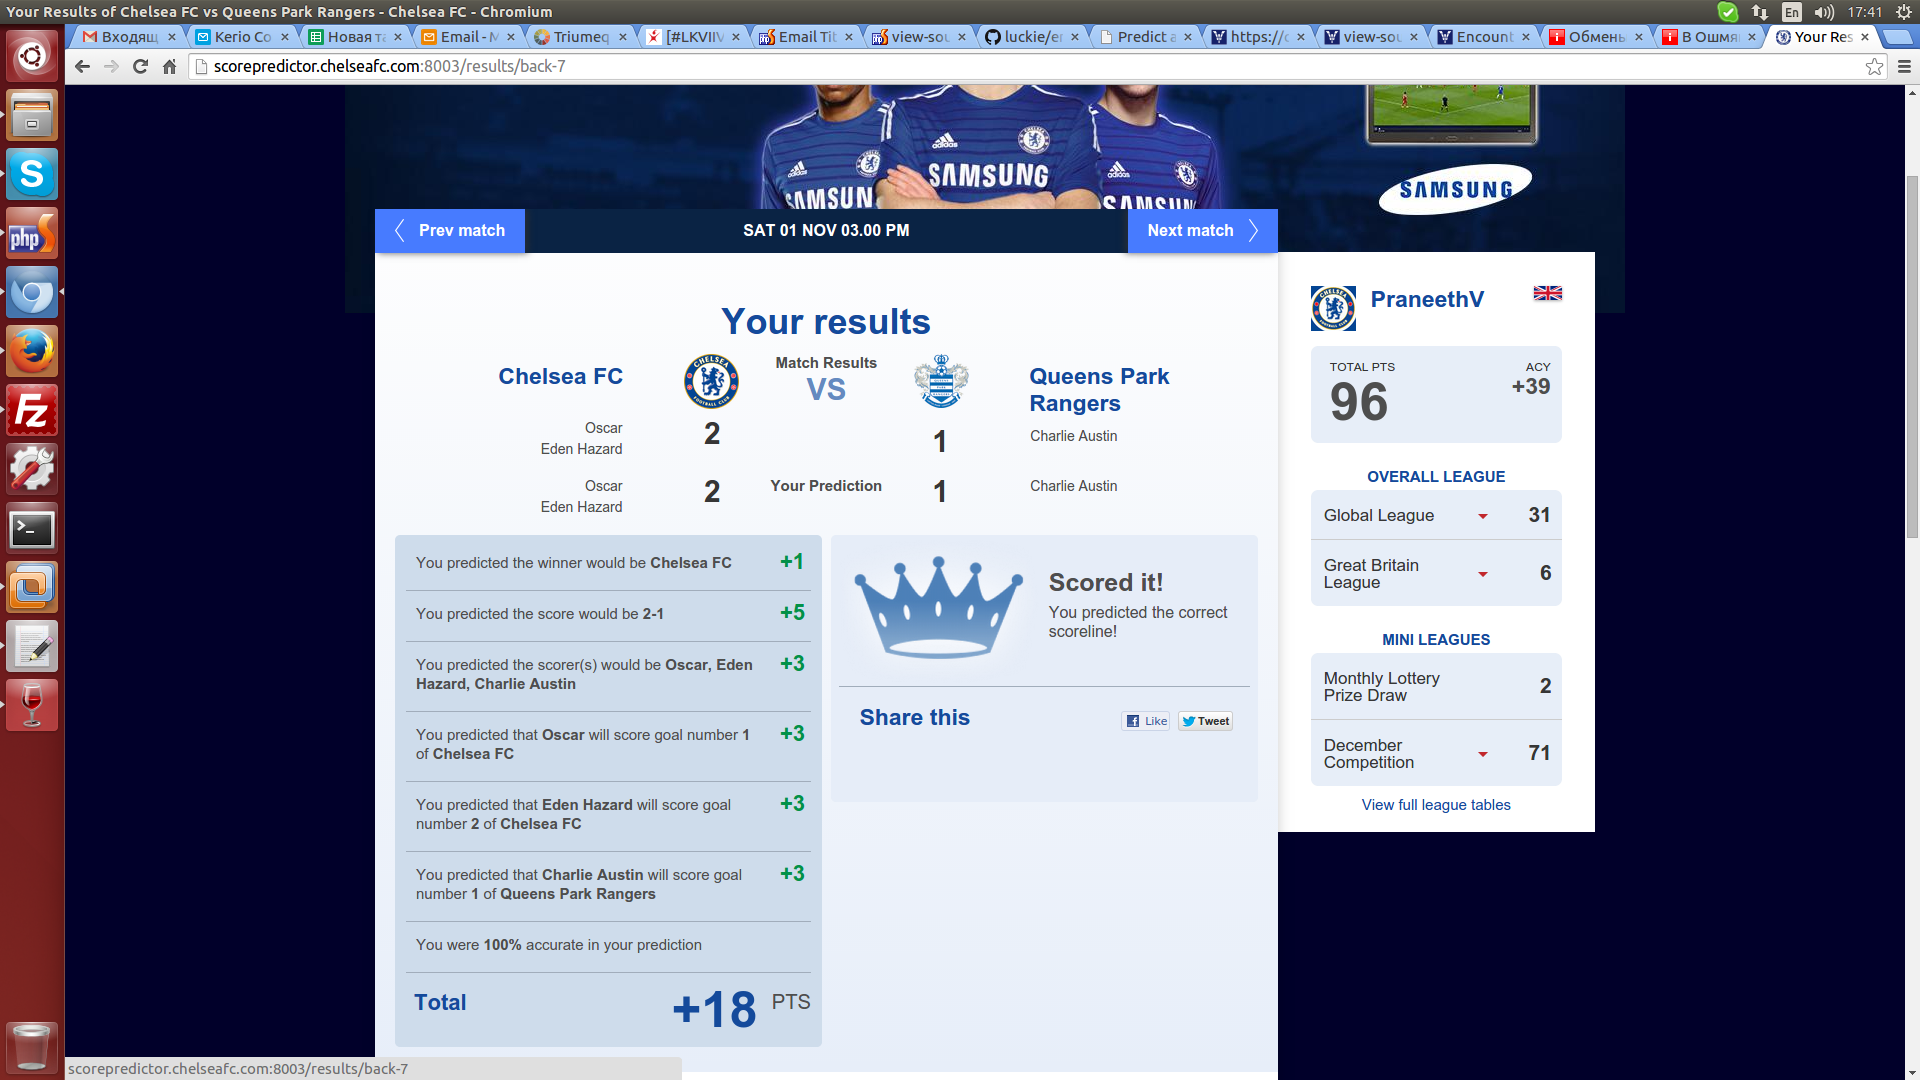 Your Results of Chelsea FC vs Queens Park Rangers - Chelsea FC - Chromium
En
17:41
Входящ
Kerio Co
Новая та
Email - M
Triumeq
[#LKVIIV
Email Tit
view-sou
luckie/er
Predict a
https://c
view-sou
Encount
Обмень
В Ошмя
Your Res
scorepredictor.chelseafc.com:8003/results/back-7
adidas
adidas
adidas
SAMSUNG
SAMSUNG
SAMSUNG
SAMSUNG
Prev match
SAT 01 NOV 03.00 PM
Next match
Your results
Chelsea FC
CHELSEA
FOOTBALL CLUB
Match Results
VS
Queens Park
Rangers
Oscar
Eden Hazard
2
1
Charlie Austin
Oscar
Eden Hazard
2
Your Prediction
1
Charlie Austin
You predicted the winner would be Chelsea FC
+1
You predicted the score would be 2-1
+5
You predicted the scorer(s) would be Oscar, Eden
Hazard, Charlie Austin
+3
You predicted that Oscar will score goal number 1
of Chelsea FC
+3
You predicted that Eden Hazard will score goal
number 2 of Chelsea FC
+3
You predicted that Charlie Austin will score goal
number 1 of Queens Park Rangers
+3
You were 100% accurate in your prediction
Total
+18 PTS
Scored it!
You predicted the correct
scoreline!
Share this
Like
Tweet
PraneethV
TOTAL PTS
96
ACY
+39
OVERALL LEAGUE
Global League
31
Great Britain
League
6
MINI LEAGUES
Monthly Lottery
Prize Draw
2
December
Competition
71
View full league tables
S
php
Fz
>_
scorepredictor.chelseafc.com:8003/results/back-7